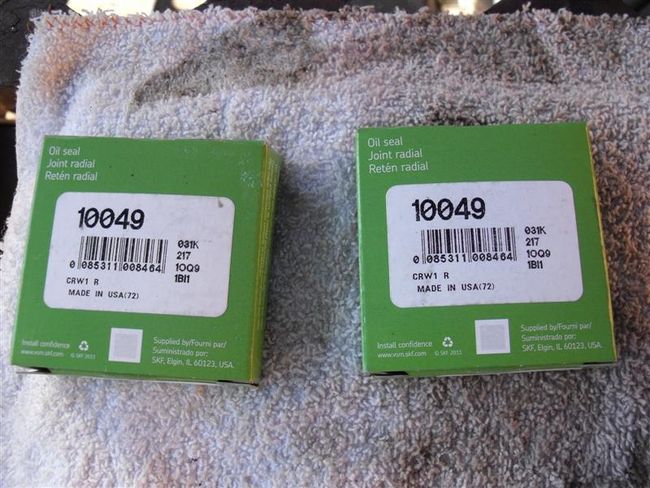 Oil seal
Joint radial
Retén radial
10049
031K
217
10Q9
1BI1
0 085311 008464
CRW1 R
MADE IN USA(72)
Install confidence
www.vsm.skf.com
© SKF 2011
Supplied by/Fourni par/
Suministrado por:
SKF, Elgin, IL 60123, USA.
Oil seal
Joint radial
Retén radial
10049
031K
217
10Q9
1BI1
0 085311 008464
CRW1 R
MADE IN USA(72)
Install confidence
www.vsm.skf.com
© SKF 2011
Supplied by/Fourni par/
Suministrado por:
SKF, Elgin, IL 60123, USA.